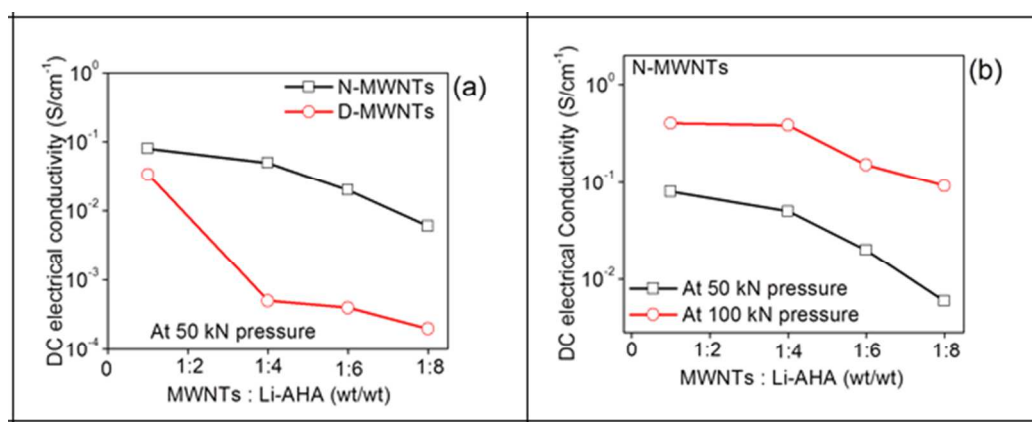 (a)
N-MWNTs
D-MWNTs
At 50 kN pressure
DC electrical conductivity (S/cm⁻¹)
10⁰
10⁻¹
10⁻²
10⁻³
10⁻⁴
0 1:2 1:4 1:6 1:8
MWNTs : Li-AHA (wt/wt)
(b)
N-MWNTs
At 50 kN pressure
At 100 kN pressure
DC electrical Conductivity (S/cm⁻¹)
10⁰
10⁻¹
10⁻²
0 1:2 1:4 1:6 1:8
MWNTs : Li-AHA (wt/wt)